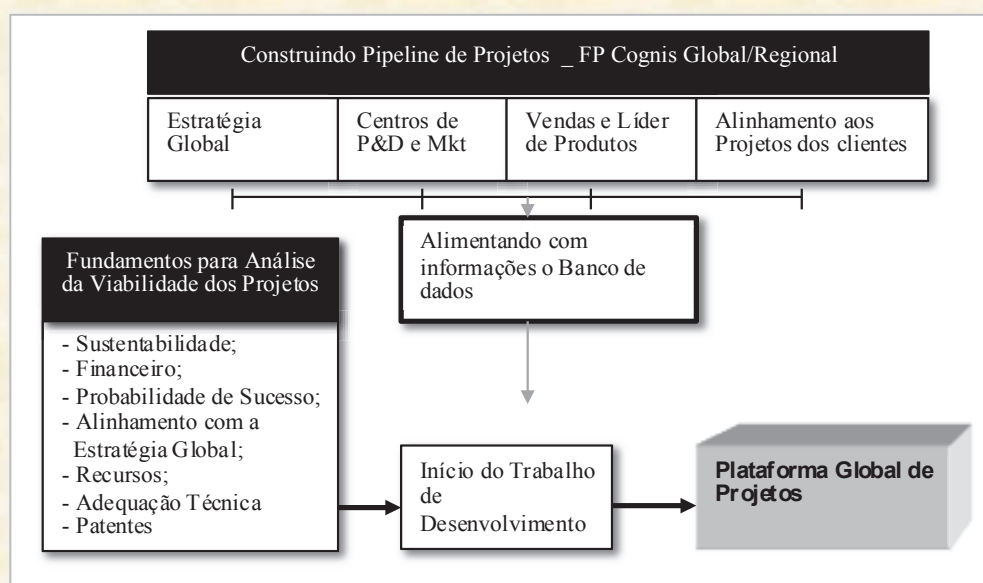 Construindo Pipeline de Projetos _ FP Cognis Global/Regional
Estratégia
Global
Centros de
P&D e Mkt
Vendas e Líder
de Produtos
Alinhamento aos
Projetos dos clientes
Alimentando com
informações o Banco de
dados
Fundamentos para Análise
da Viabilidade dos Projetos
- Sustentabilidade;
- Financeiro;
- Probabilidade de Sucesso;
- Alinhamento com a
Estratégia Global;
- Recursos;
- Adequação Técnica
- Patentes
Início do Trabalho
de
Desenvolvimento
Plataforma Global de
Projetos